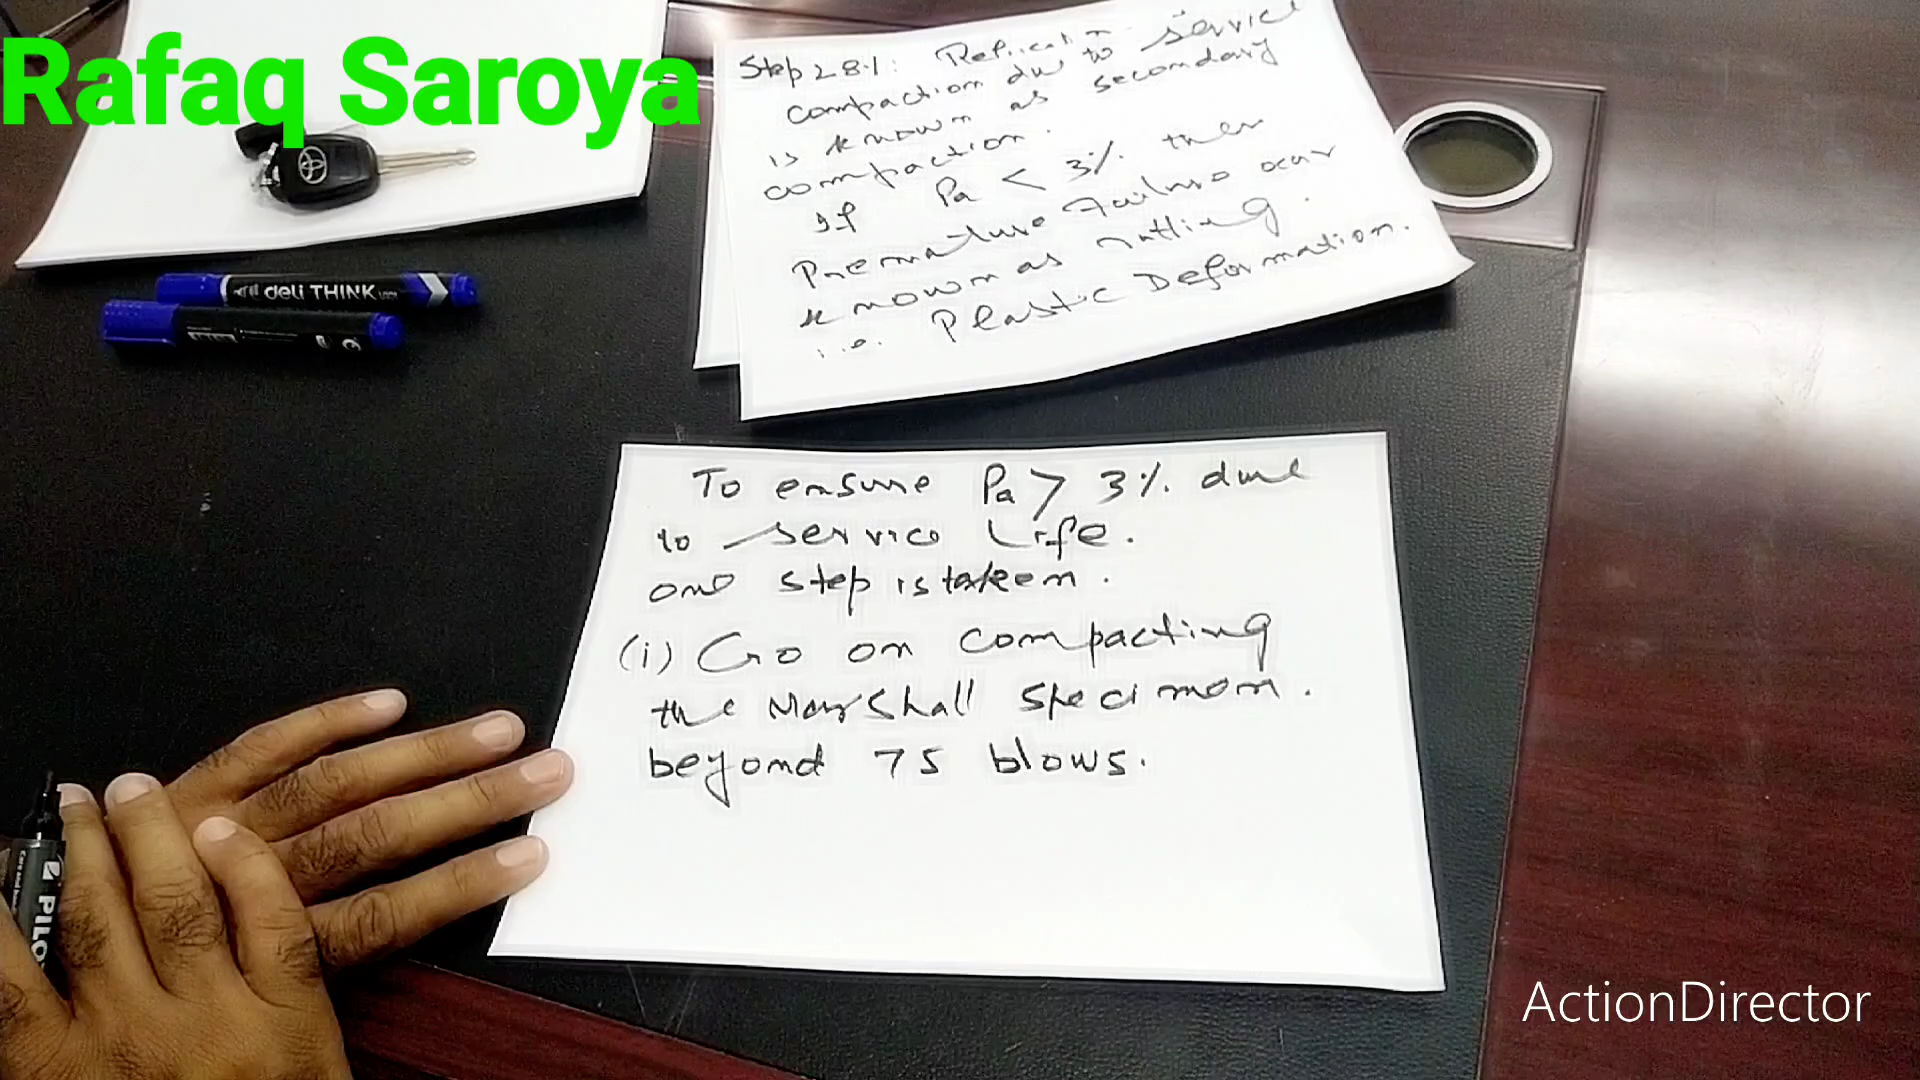 Rafaq Saroya
Step 28.1: Refication
compaction due to service
is known as secondary
compaction.
If Pa < 3% then
Premature failure occur
known as rutting.
i.e. Plastic Deformation.
deli THINK
To ensure Pa > 3% due
to service Life.
one step is taken.
(i) Go on compacting
the Marshall specimen.
beyond 75 blows.
PILO
ActionDirector